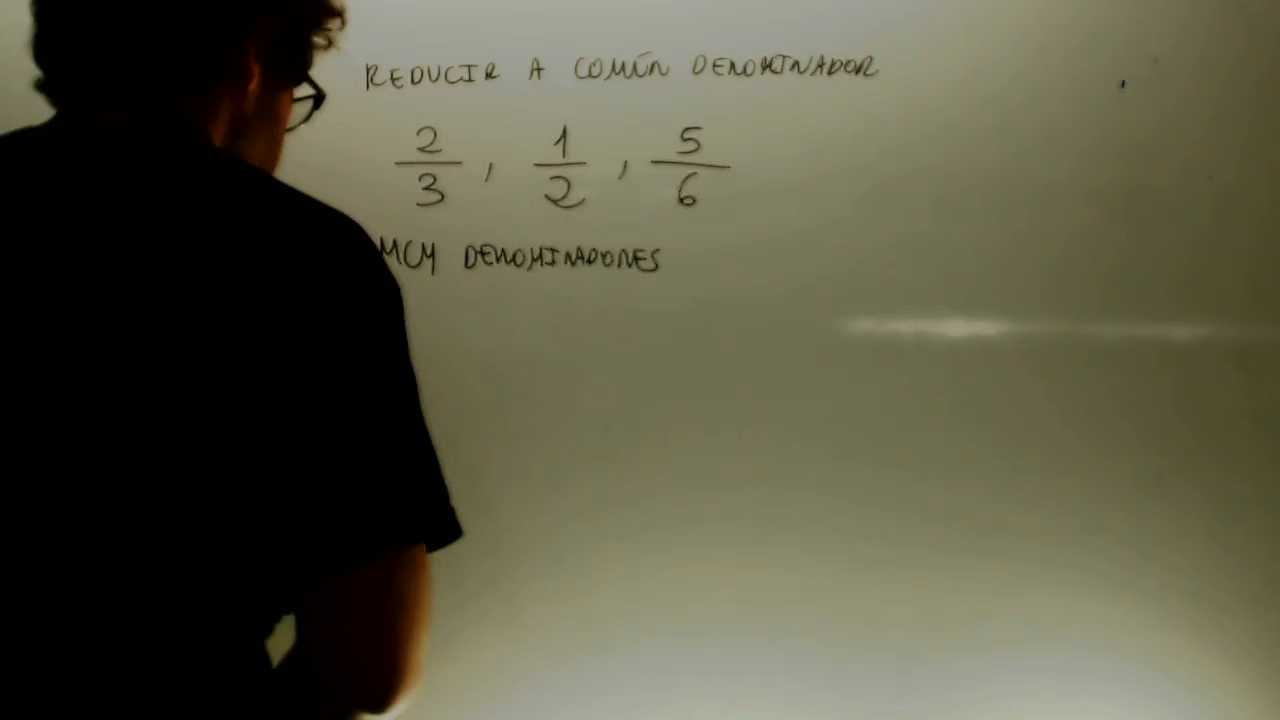 REDUCIR A COMÚN DENOMINADOR
2/3 , 1/2 , 5/6
MCM DENOMINADORES